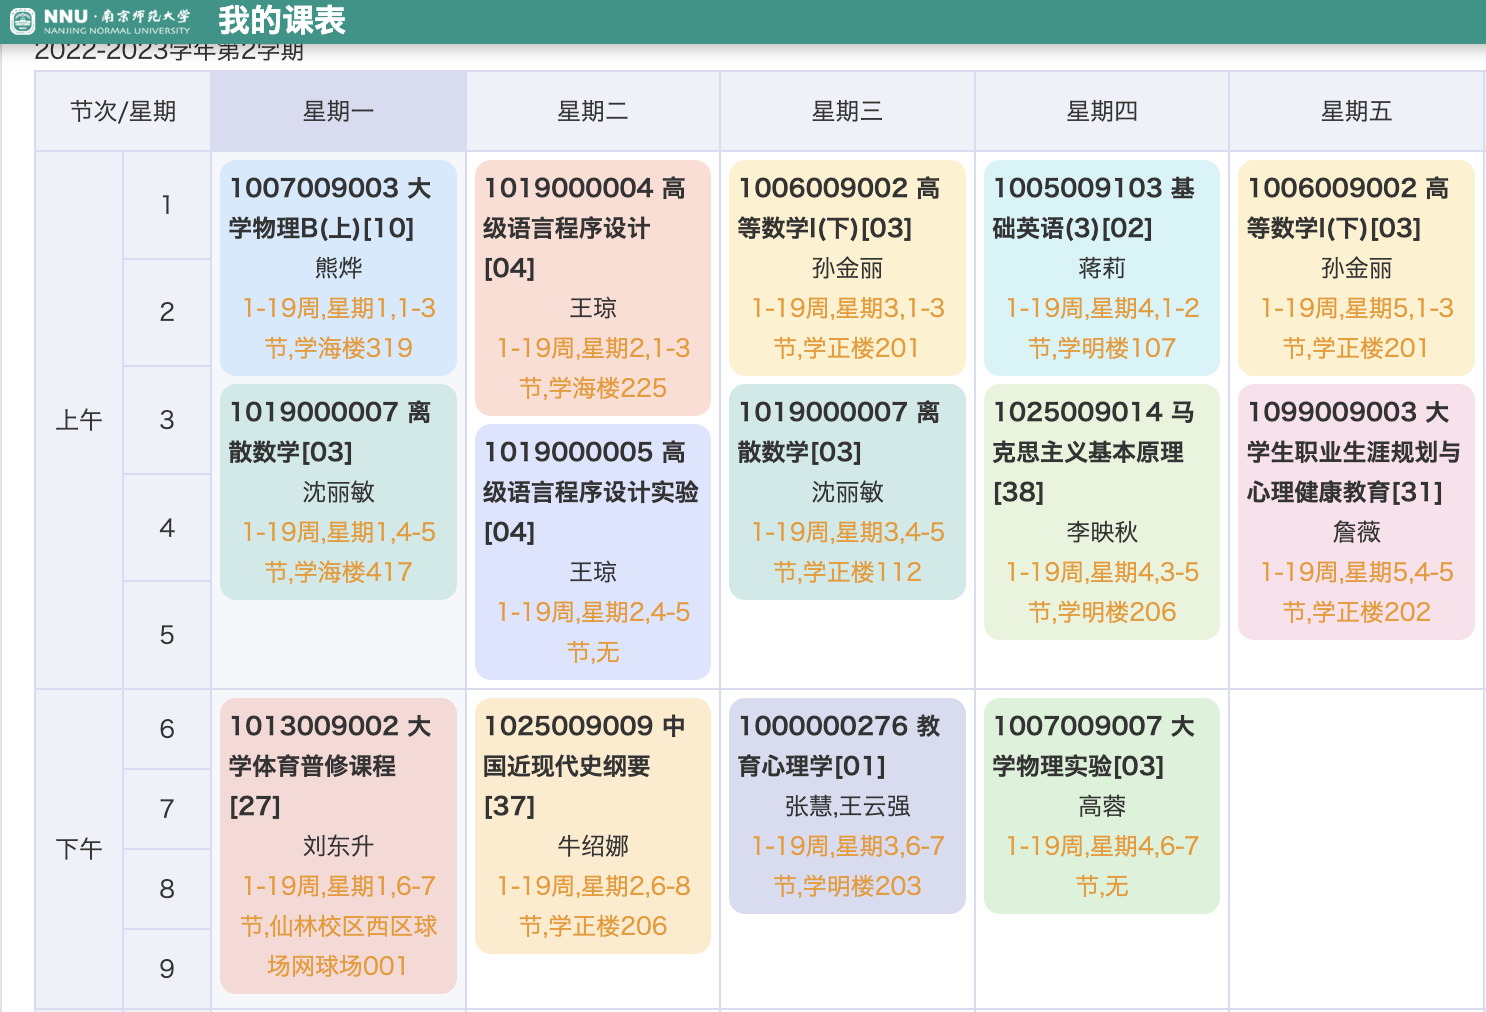 NNU·南京师范大学
NANJING NORMAL UNIVERSITY
我的课表
2022-2023学年第2学期
节次/星期
星期一
星期二
星期三
星期四
星期五
上午
1
2
3
4
5
1007009003 大
学物理B(上)[10]
熊烨
1-19周,星期1,1-3
节,学海楼319
1019000007 离
散数学[03]
沈丽敏
1-19周,星期1,4-5
节,学海楼417
1019000004 高
级语言程序设计
[04]
王琼
1-19周,星期2,1-3
节,学海楼225
1019000005 高
级语言程序设计实验
[04]
王琼
1-19周,星期2,4-5
节,无
1006009002 高
等数学I(下)[03]
孙金丽
1-19周,星期3,1-3
节,学正楼201
1019000007 离
散数学[03]
沈丽敏
1-19周,星期3,4-5
节,学正楼112
1005009103 基
础英语(3)[02]
蒋莉
1-19周,星期4,1-2
节,学明楼107
1025009014 马
克思主义基本原理
[38]
李映秋
1-19周,星期4,3-5
节,学明楼206
1006009002 高
等数学I(下)[03]
孙金丽
1-19周,星期5,1-3
节,学正楼201
1099009003 大
学生职业生涯规划与
心理健康教育[31]
詹薇
1-19周,星期5,4-5
节,学正楼202
下午
6
7
8
9
1013009002 大
学体育普修课程
[27]
刘东升
1-19周,星期1,6-7
节,仙林校区西区球
场网球场001
1025009009 中
国近现代史纲要
[37]
牛绍娜
1-19周,星期2,6-8
节,学正楼206
1000000276 教
育心理学[01]
张慧,王云强
1-19周,星期3,6-7
节,学明楼203
1007009007 大
学物理实验[03]
高蓉
1-19周,星期4,6-7
节,无